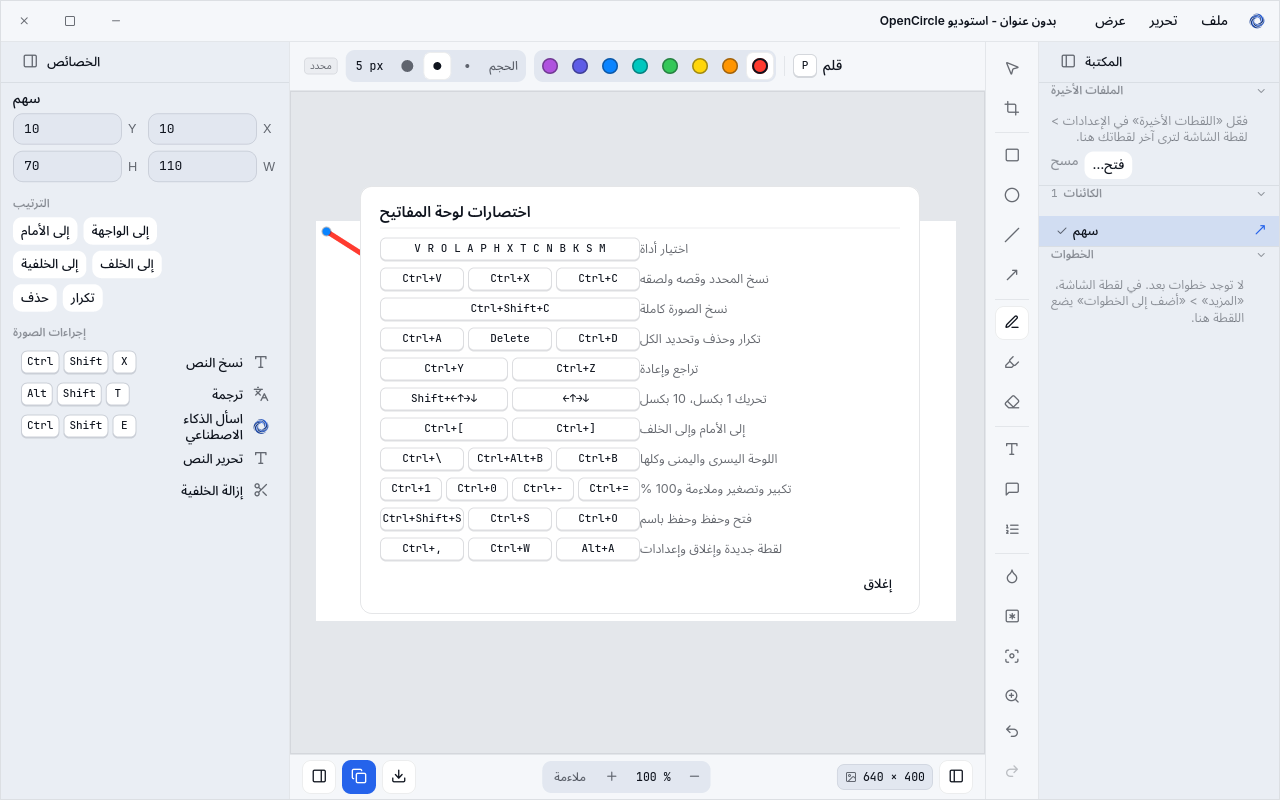 ملف
تحرير
عرض
بدون عنوان - استوديو OpenCircle
المكتبة
الملفات الأخيرة
فعّل «اللقطات الأخيرة» في الإعدادات >
لقطة الشاشة لترى آخر لقطاتك هنا.
فتح...
مسح
الكائنات 1
سهم
الخطوات
لا توجد خطوات بعد. في لقطة الشاشة،
«المزيد» > «أضف إلى الخطوات» يضع
اللقطة هنا.
قلم P
الحجم
5 px
محدد
اختصارات لوحة المفاتيح
اختيار أداة V R O L A P H X T C N B K S M
نسخ المحدد وقصه ولصقه Ctrl+C Ctrl+X Ctrl+V
نسخ الصورة كاملة Ctrl+Shift+C
تكرار وحذف وتحديد الكل Ctrl+D Delete Ctrl+A
تراجع وإعادة Ctrl+Z Ctrl+Y
تحريك 1 بكسل، 10 بكسل ←↑→↓ Shift+←↑→↓
إلى الأمام وإلى الخلف Ctrl+] Ctrl+[
اللوحة اليسرى واليمنى وكلها Ctrl+B Ctrl+Alt+B Ctrl+\
تكبير وتصغير وملاءمة و100 % Ctrl+= Ctrl+- Ctrl+0 Ctrl+1
فتح وحفظ وحفظ باسم Ctrl+O Ctrl+S Ctrl+Shift+S
لقطة جديدة وإغلاق وإعدادات Alt+A Ctrl+W Ctrl+,
إغلاق
640 × 400
100 %
ملاءمة
الخصائص
سهم
X 10 Y 10
W 110 H 70
الترتيب
إلى الواجهة إلى الأمام
إلى الخلف إلى الخلفية
تكرار حذف
إجراءات الصورة
نسخ النص Ctrl Shift X
ترجمة Alt Shift T
اسأل الذكاء
الاصطناعي Ctrl Shift E
تحرير النص
إزالة الخلفية